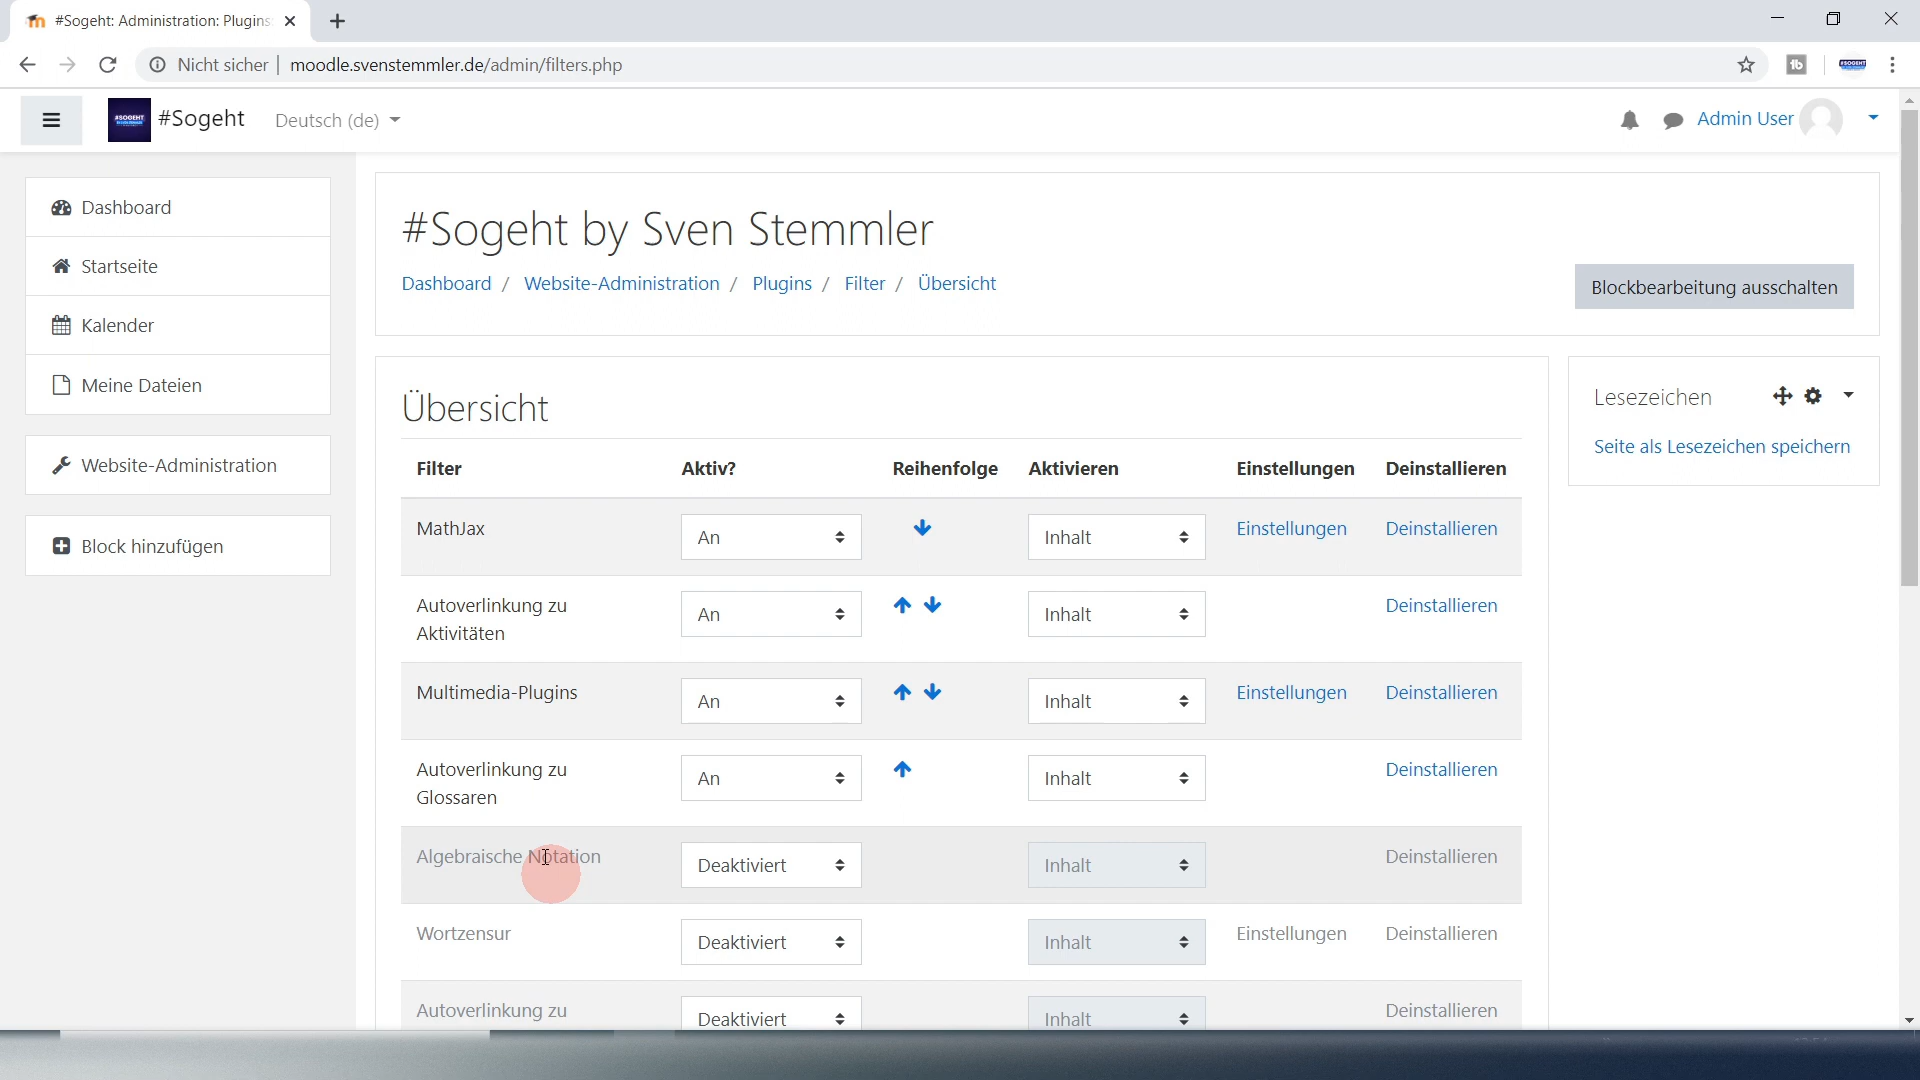 #Sogeht: Administration: Plugins:
Nicht sicher | moodle.svenstemmler.de/admin/filters.php
#SOGEHT
#Sogeht Deutsch (de) Admin User
Dashboard
Startseite
Kalender
Meine Dateien
Website-Administration
Block hinzufügen
#Sogeht by Sven Stemmler
Dashboard / Website-Administration / Plugins / Filter / Übersicht
Blockbearbeitung ausschalten
Übersicht
Filter Aktiv? Reihenfolge Aktivieren Einstellungen Deinstallieren
MathJax An Inhalt Einstellungen Deinstallieren
Autoverlinkung zu An Inhalt Deinstallieren
Aktivitäten
Multimedia-Plugins An Inhalt Einstellungen Deinstallieren
Autoverlinkung zu An Inhalt Deinstallieren
Glossaren
Algebraische Notation Deaktiviert Inhalt Deinstallieren
Wortzensur Deaktiviert Inhalt Einstellungen Deinstallieren
Autoverlinkung zu Deaktiviert Inhalt Deinstallieren
Lesezeichen
Seite als Lesezeichen speichern